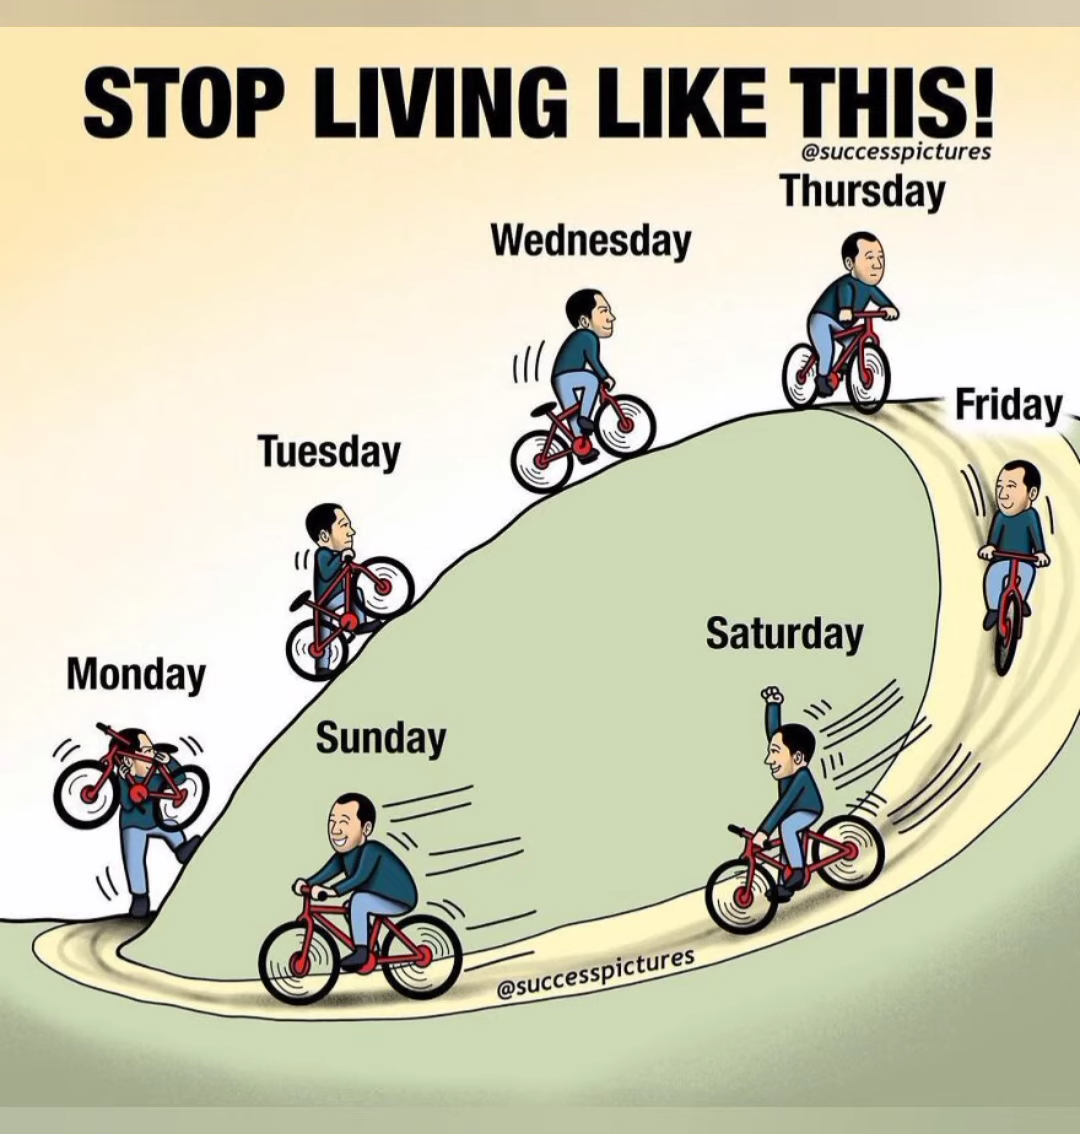 STOP LIVING LIKE THIS!
@successpictures
Thursday
Wednesday
Friday
Tuesday
Saturday
Monday
Sunday
@successpictures